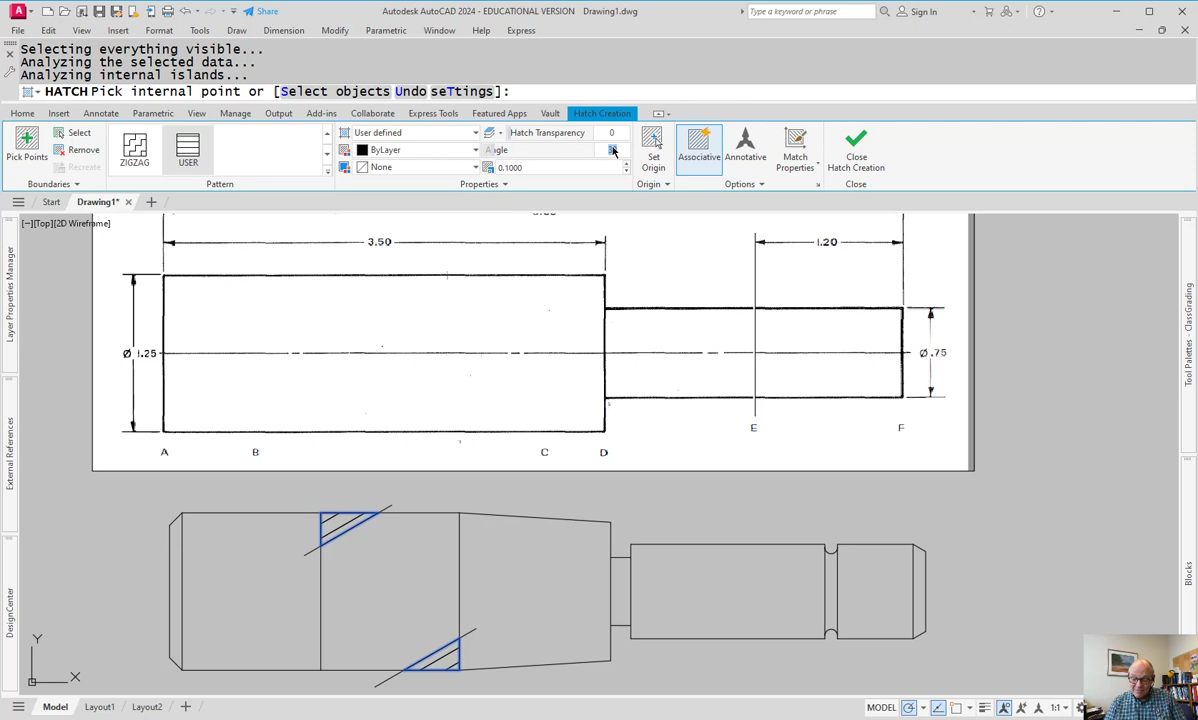 Share
Autodesk AutoCAD 2024 - EDUCATIONAL VERSION Drawing1.dwg
Type a keyword or phrase
Sign In
File Edit View Insert Format Tools Draw Dimension Modify Parametric Window Help Express
Selecting everything visible...
Analyzing the selected data...
Analyzing internal islands...
HATCH Pick internal point or [Select objects Undo seTtings]:
Home Insert Annotate Parametric View Manage Output Add-ins Collaborate Express Tools Featured Apps Vault Hatch Creation
Pick Points
Select
Remove
Recreate
Boundaries
ZIGZAG
USER
Pattern
User defined
ByLayer
None
Hatch Transparency 0
Angle
0.1000
Properties
Set Origin
Origin
Associative
Annotative
Match Properties
Options
Close Hatch Creation
Close
Start Drawing1*
[−][Top][2D Wireframe]
3.50
1.20
Ø 1.25
Ø .75
A B C D E F
Y
X
Layer Properties Manager
External References
DesignCenter
Tool Palettes - ClassGrading
Blocks
Model Layout1 Layout2
MODEL
1:1